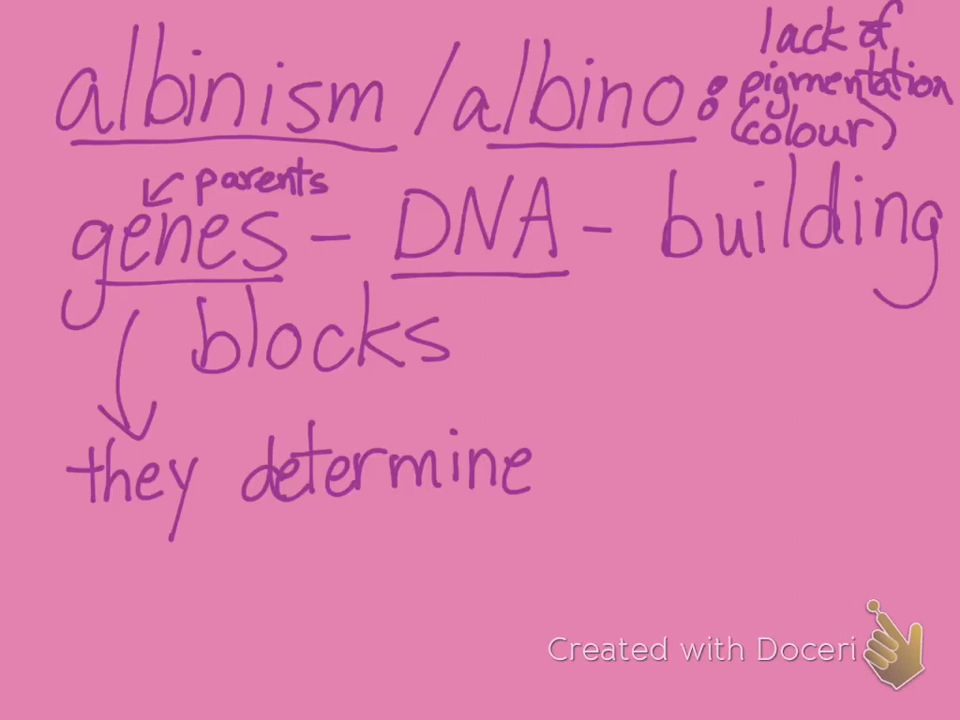 albinism / albino : lack of
pigmentation
(colour)
parents
genes - DNA - building
blocks
they determine
Created with Doceri